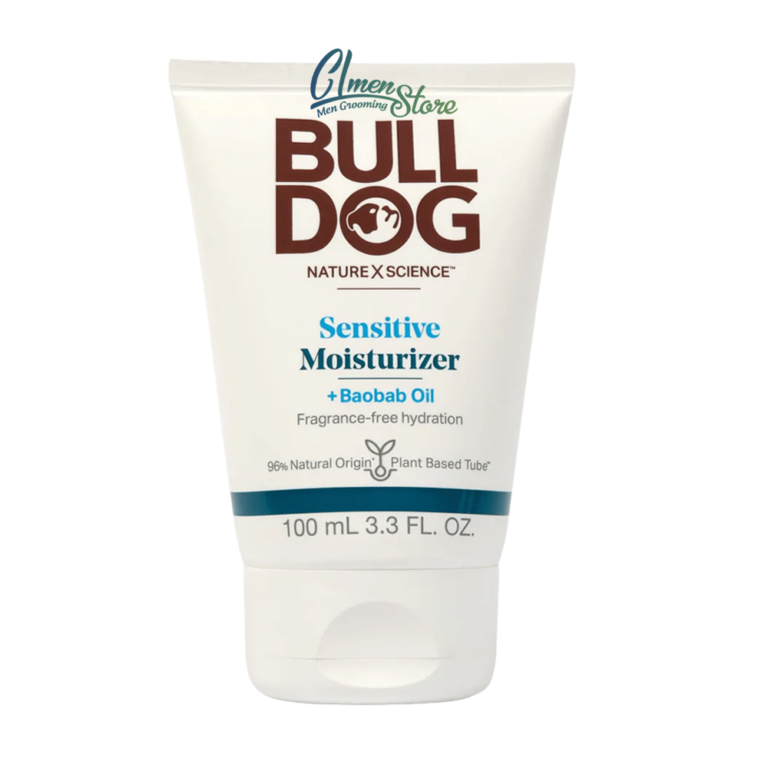 CImen Store
Men Grooming
BULL
DOG
NATURE X SCIENCE™
Sensitive
Moisturizer
+Baobab Oil
Fragrance-free hydration
96% Natural Origin* Plant Based Tube~
100 mL 3.3 FL. OZ.